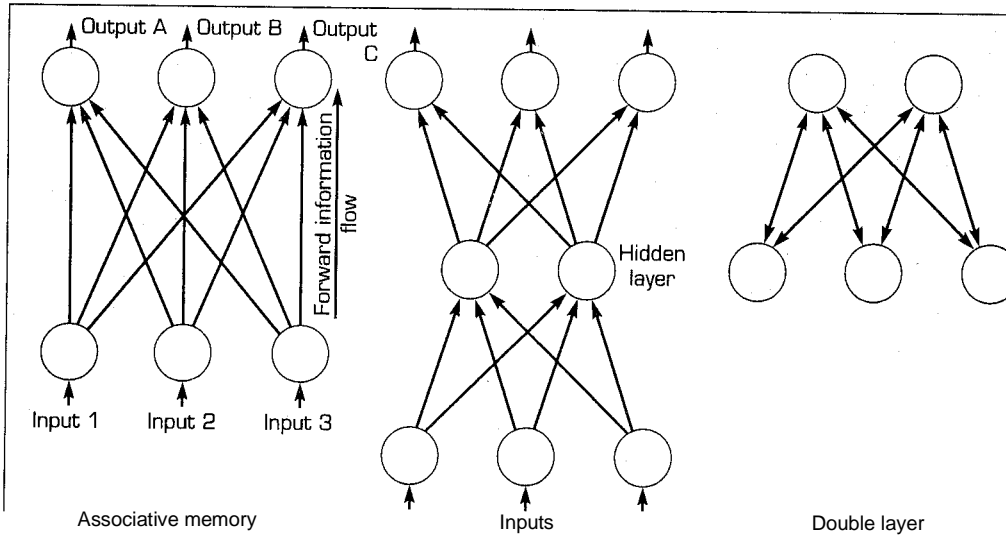 Output A
Output B
Output
C
Forward information
flow
Hidden
layer
Input 1
Input 2
Input 3
Associative memory
Inputs
Double layer